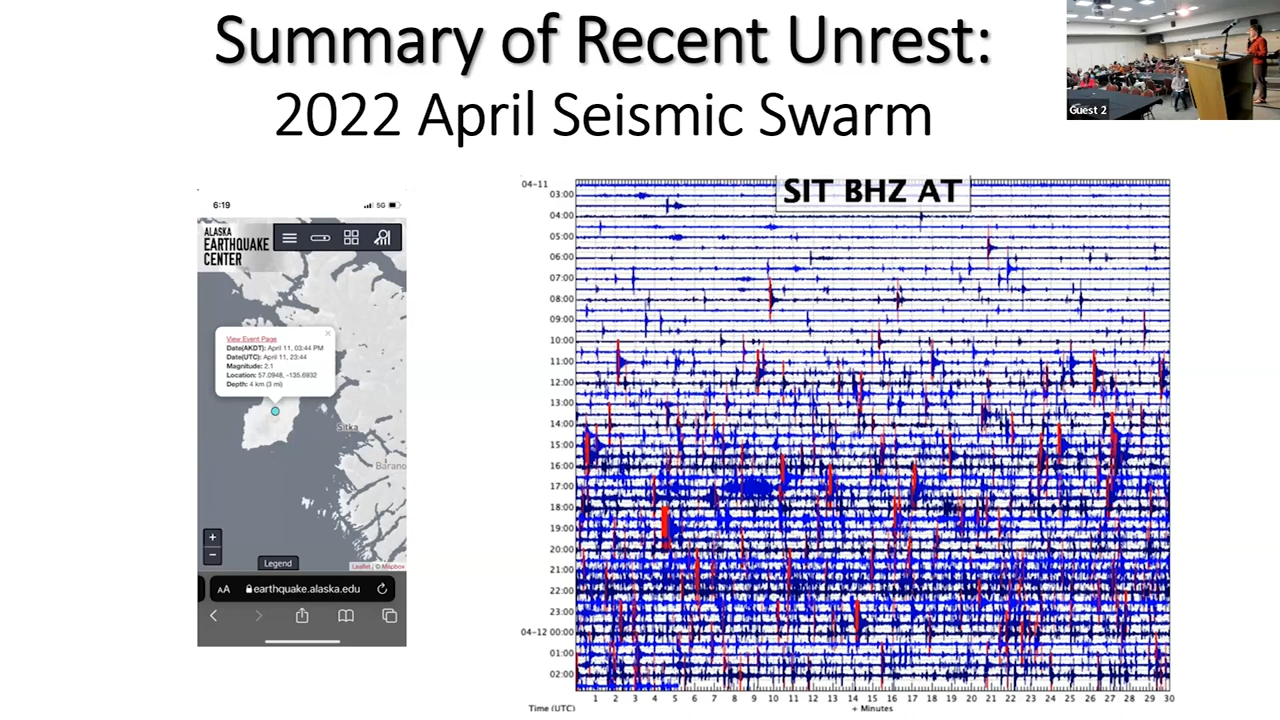 Summary of Recent Unrest:
2022 April Seismic Swarm
Guest 2
6:19
5G
ALASKA
EARTHQUAKE
CENTER
View Event Page
×
Date(AKDT): April 11, 03:44 PM
Date(UTC): April 11, 23:44
Magnitude: 2.1
Location: 57.0948, -135.6932
Depth: 4 km (3 mi)
Sitka
Barano
+
−
Legend
Leaflet | © Mapbox
AA
earthquake.alaska.edu
SIT BHZ AT
04-11
03:00
04:00
05:00
06:00
07:00
08:00
09:00
10:00
11:00
12:00
13:00
14:00
15:00
16:00
17:00
18:00
19:00
20:00
21:00
22:00
23:00
04-12 00:00
01:00
02:00
1 2 3 4 5 6 7 8 9 10 11 12 13 14 15 16 17 18 19 20 21 22 23 24 25 26 27 28 29 30
Time (UTC)
+ Minutes